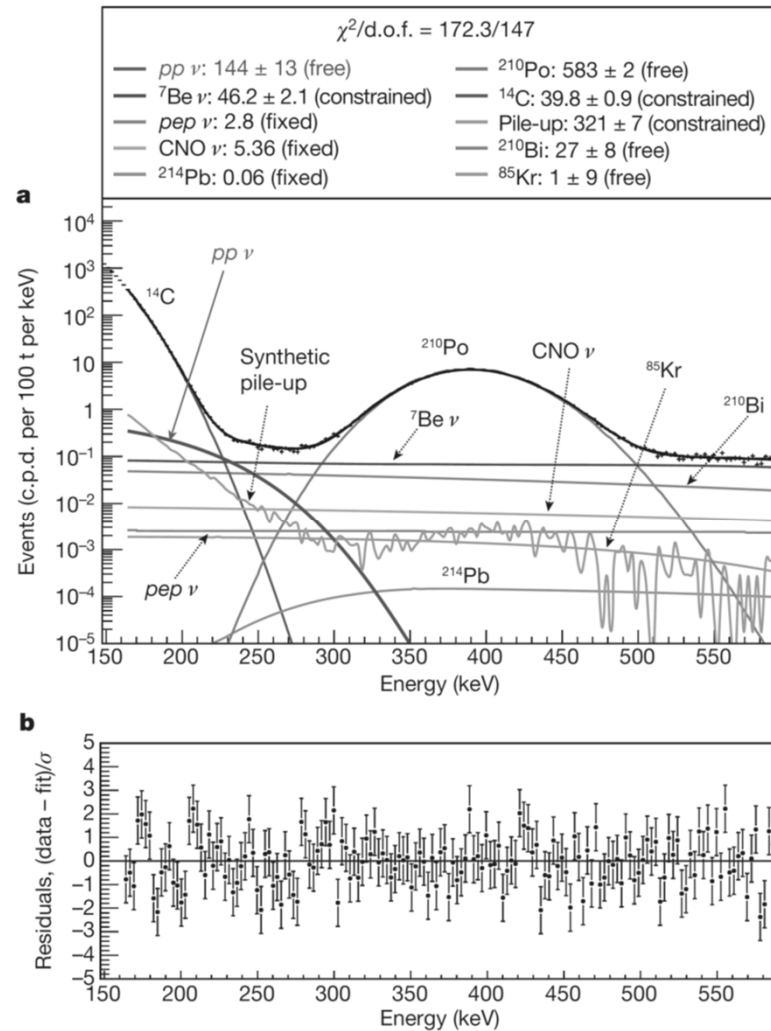 χ²/d.o.f. = 172.3/147
pp ν: 144 ± 13 (free)
⁷Be ν: 46.2 ± 2.1 (constrained)
pep ν: 2.8 (fixed)
CNO ν: 5.36 (fixed)
²¹⁴Pb: 0.06 (fixed)
²¹⁰Po: 583 ± 2 (free)
¹⁴C: 39.8 ± 0.9 (constrained)
Pile-up: 321 ± 7 (constrained)
²¹⁰Bi: 27 ± 8 (free)
⁸⁵Kr: 1 ± 9 (free)
a
Events (c.p.d. per 100 t per keV)
10⁴
10³
10²
10
1
10⁻¹
10⁻²
10⁻³
10⁻⁴
10⁻⁵
pp ν
¹⁴C
Synthetic
pile-up
²¹⁰Po
⁷Be ν
CNO ν
⁸⁵Kr
²¹⁰Bi
pep ν
²¹⁴Pb
150 200 250 300 350 400 450 500 550
Energy (keV)
b
Residuals, (data – fit)/σ
5
4
3
2
1
0
−1
−2
−3
−4
−5
150 200 250 300 350 400 450 500 550
Energy (keV)